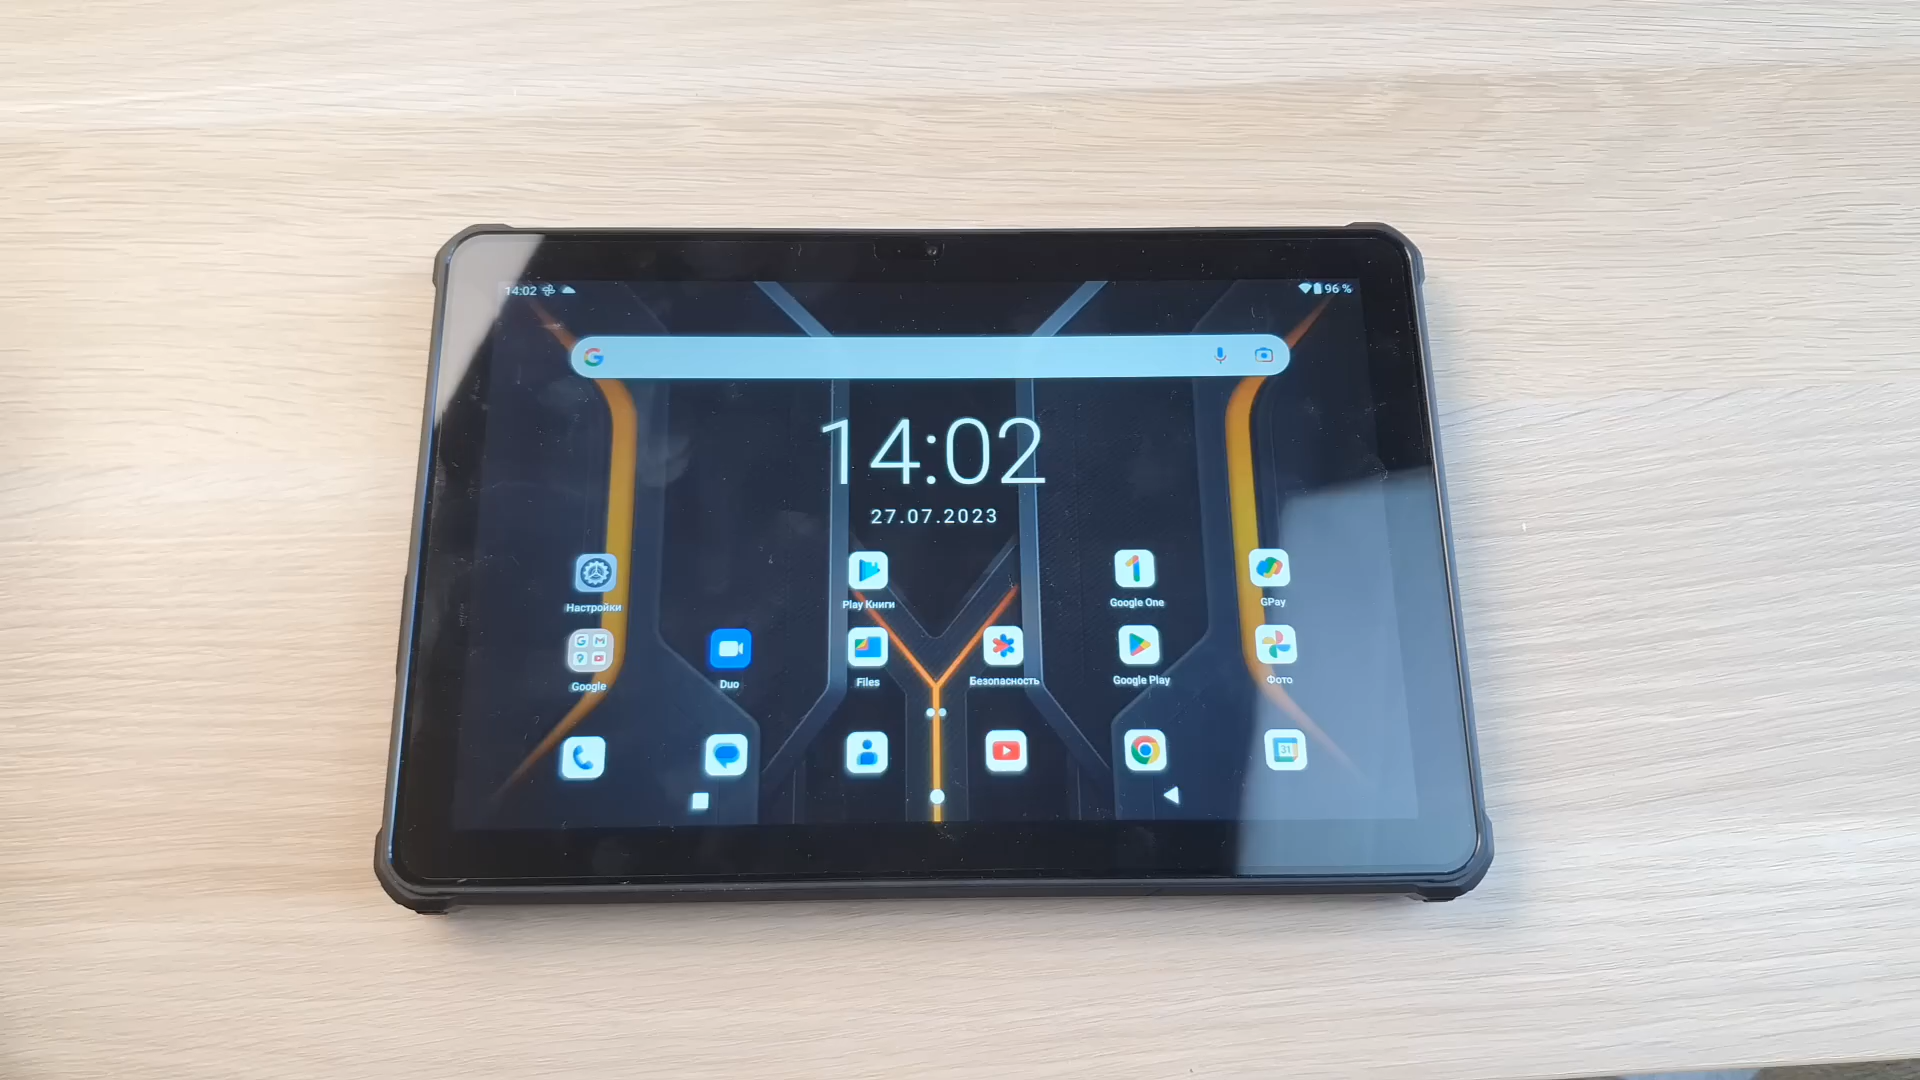 14:02
96 %
14:02
27.07.2023
Настройки
Play Книги
Google One
GPay
Google
Duo
Files
Безопасность
Google Play
Фото
31